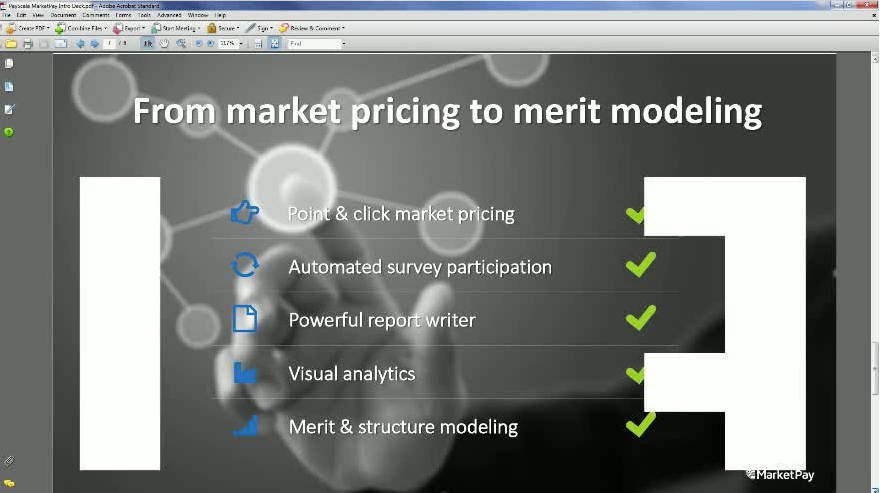 PayScale MarketPay Intro Deck.pdf - Adobe Acrobat Standard
File Edit View Document Comments Forms Tools Advanced Window Help
Create PDF Combine Files Export Start Meeting Secure Sign Review & Comment
7 / 8 117% Find
From market pricing to merit modeling
Point & click market pricing
Automated survey participation
Powerful report writer
Visual analytics
Merit & structure modeling
MarketPay